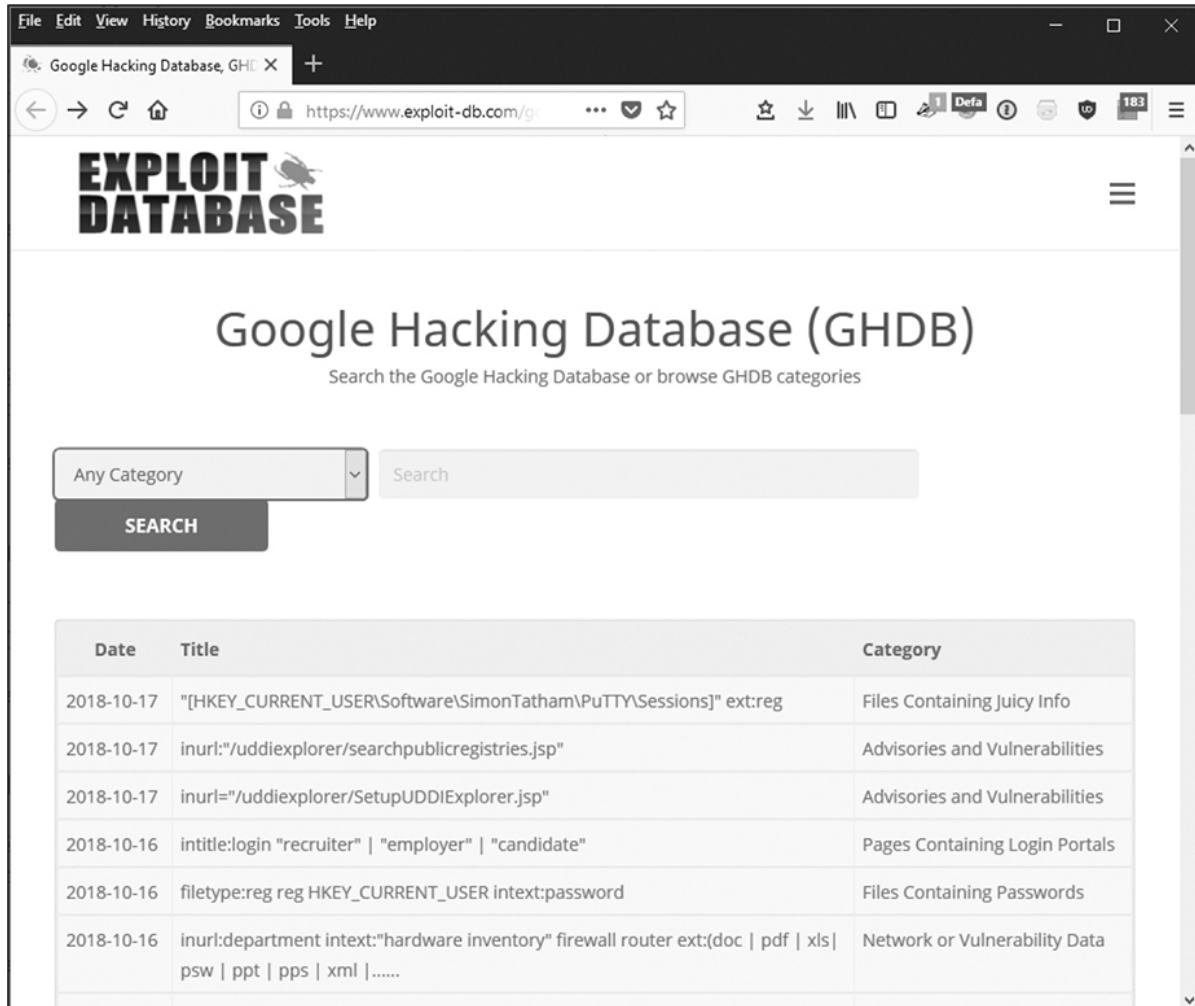 File Edit View History Bookmarks Tools Help
Google Hacking Database, GHD
https://www.exploit-db.com/g
1 Defa 183
EXPLOIT
DATABASE
Google Hacking Database (GHDB)
Search the Google Hacking Database or browse GHDB categories
Any Category Search
SEARCH
Date Title Category
2018-10-17 "[HKEY_CURRENT_USER\Software\SimonTatham\PuTTY\Sessions]" ext:reg Files Containing Juicy Info
2018-10-17 inurl:"/uddiexplorer/searchpublicregistries.jsp" Advisories and Vulnerabilities
2018-10-17 inurl="/uddiexplorer/SetupUDDIExplorer.jsp" Advisories and Vulnerabilities
2018-10-16 intitle:login "recruiter" | "employer" | "candidate" Pages Containing Login Portals
2018-10-16 filetype:reg reg HKEY_CURRENT_USER intext:password Files Containing Passwords
2018-10-16 inurl:department intext:"hardware inventory" firewall router ext:(doc | pdf | xls| Network or Vulnerability Data
psw | ppt | pps | xml |......